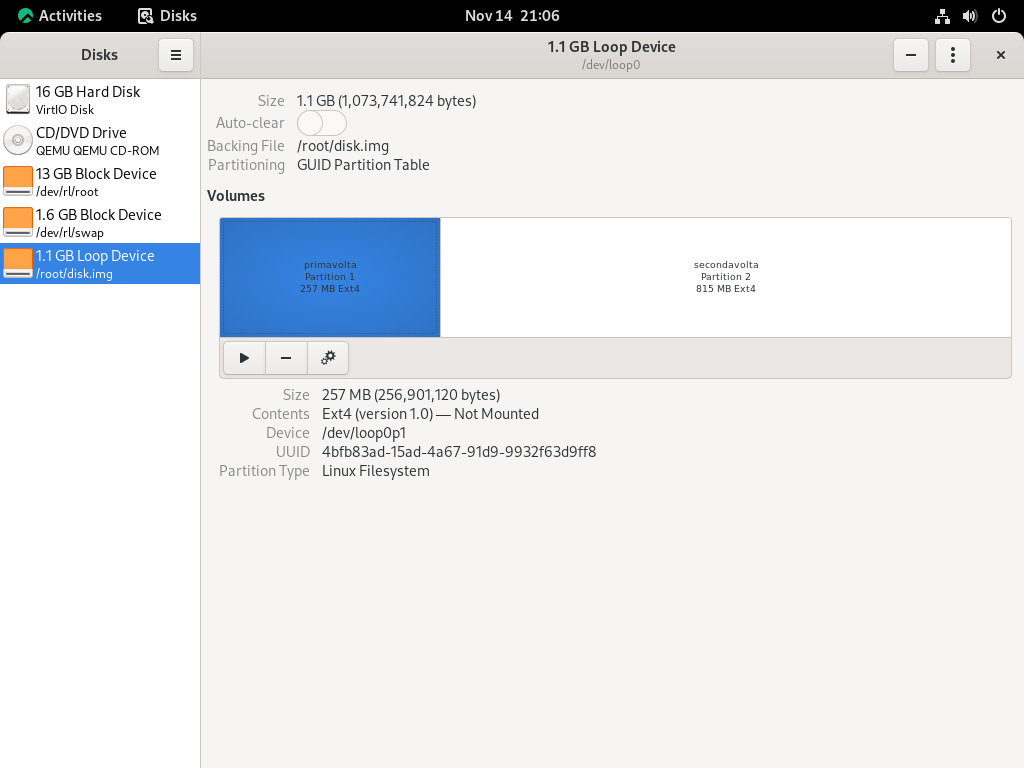 Activities
Disks
Nov 14 21:06
Disks
1.1 GB Loop Device
/dev/loop0
16 GB Hard Disk
VirtIO Disk
CD/DVD Drive
QEMU QEMU CD-ROM
13 GB Block Device
/dev/rl/root
1.6 GB Block Device
/dev/rl/swap
1.1 GB Loop Device
/root/disk.img
Size 1.1 GB (1,073,741,824 bytes)
Auto-clear
Backing File /root/disk.img
Partitioning GUID Partition Table
Volumes
primavolta
Partition 1
257 MB Ext4
secondavolta
Partition 2
815 MB Ext4
Size 257 MB (256,901,120 bytes)
Contents Ext4 (version 1.0) — Not Mounted
Device /dev/loop0p1
UUID 4bfb83ad-15ad-4a67-91d9-9932f63d9ff8
Partition Type Linux Filesystem